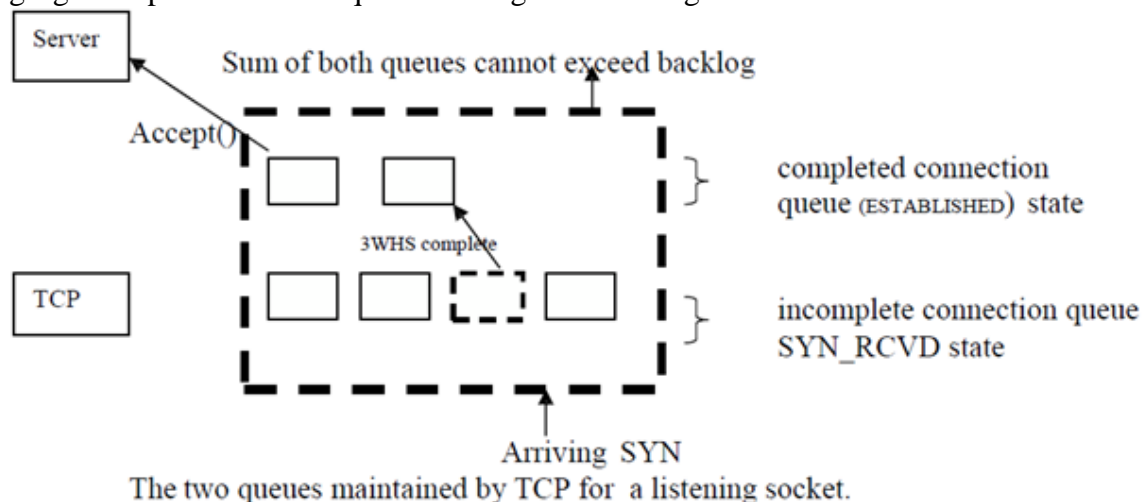 Server
Sum of both queues cannot exceed backlog
Accept()
completed connection
queue (ESTABLISHED) state
3WHS complete
TCP
incomplete connection queue
SYN_RCVD state
Arriving SYN
The two queues maintained by TCP for a listening socket.